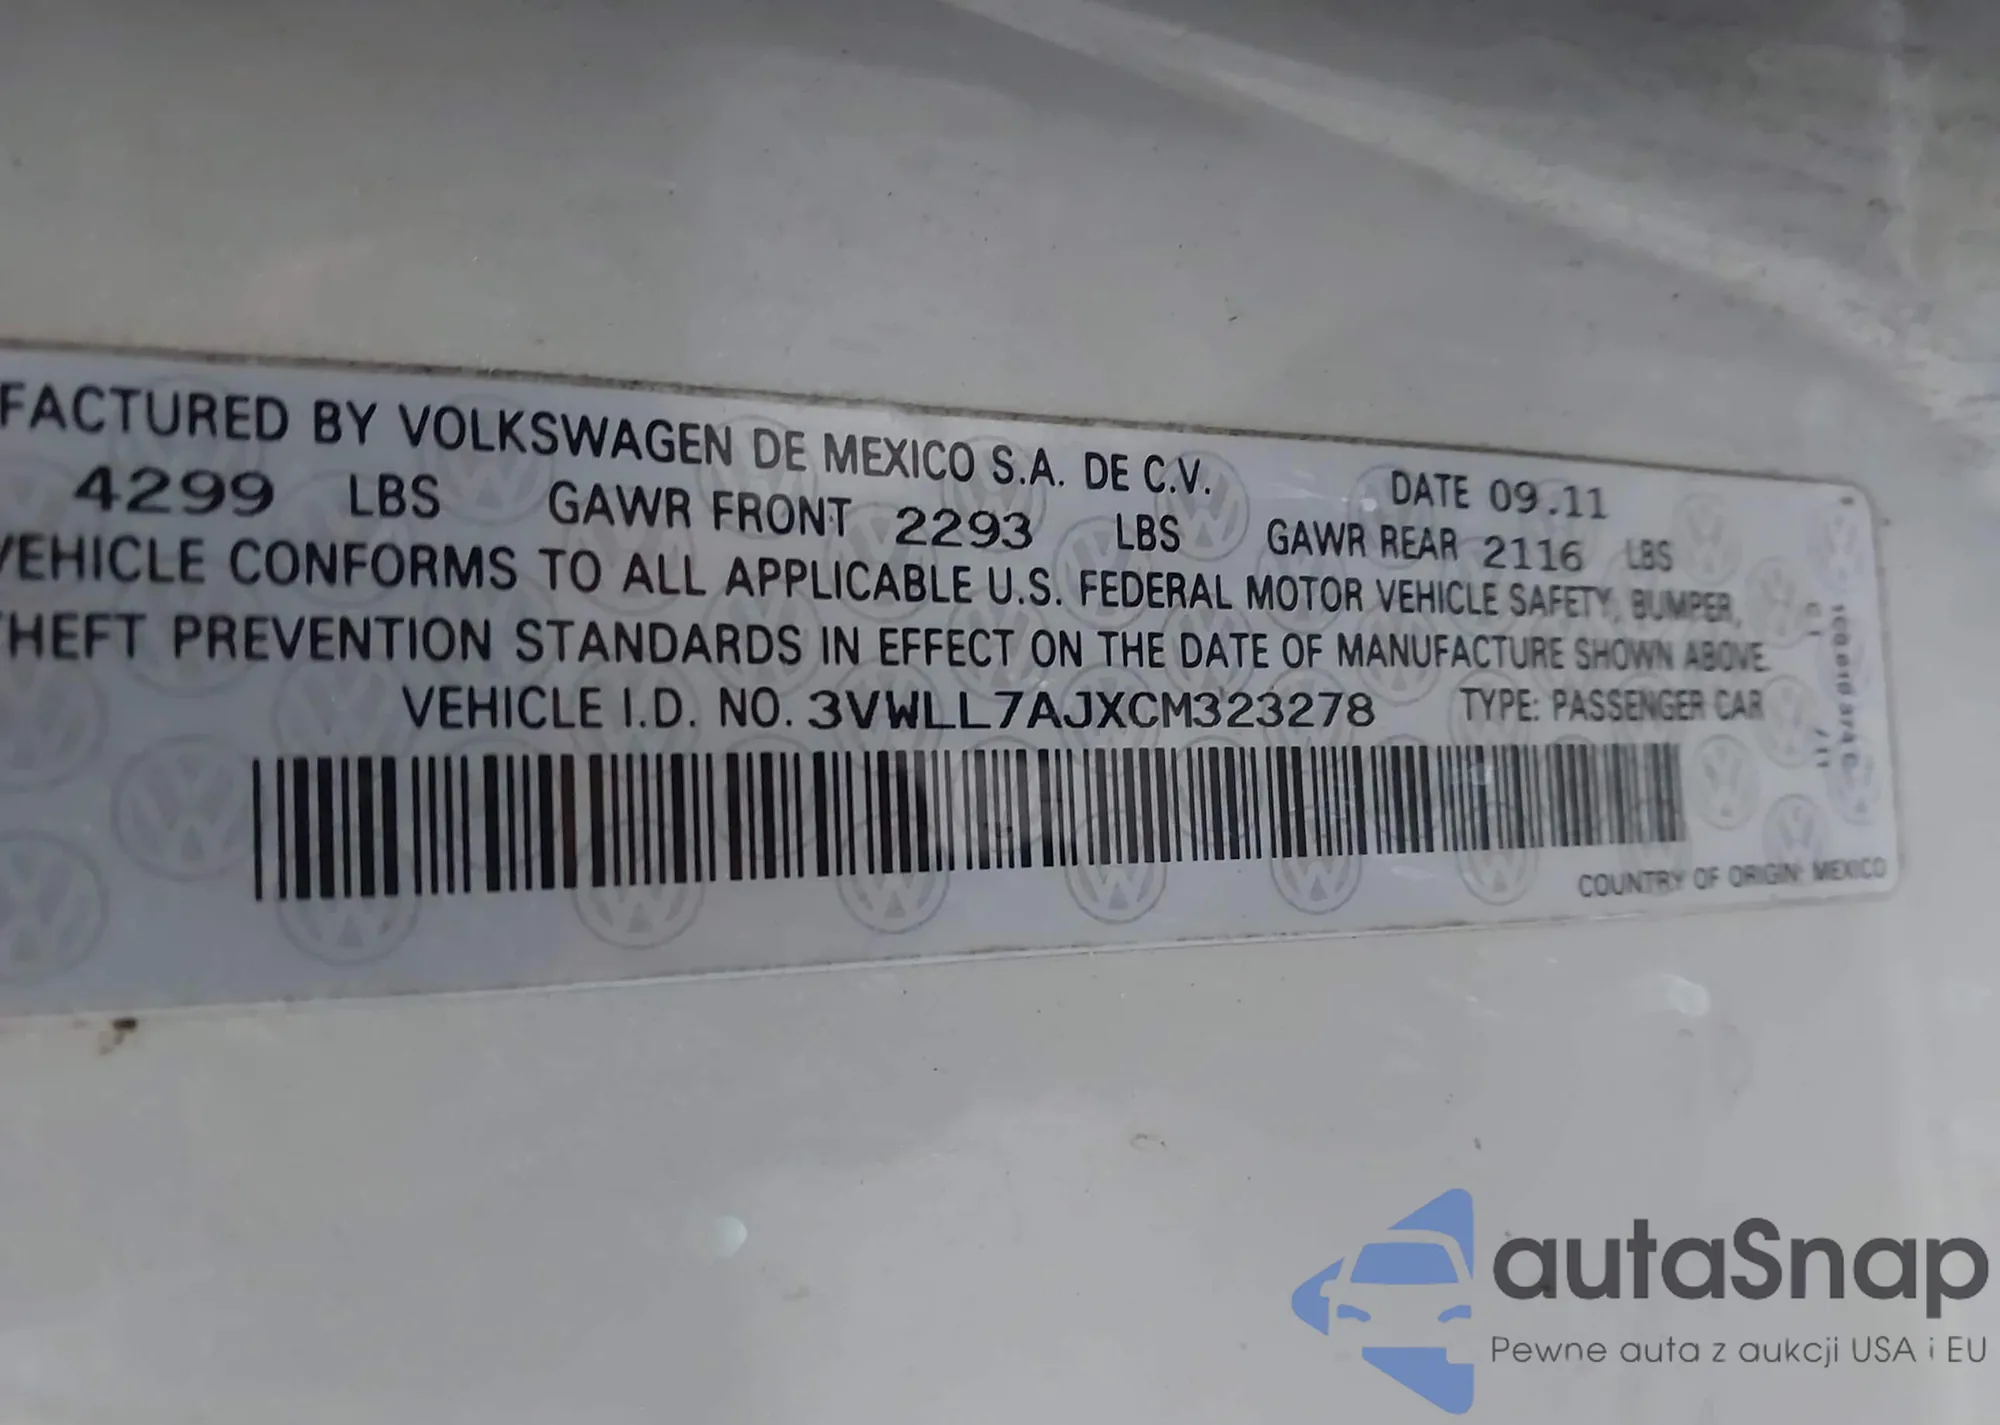 FACTURED BY VOLKSWAGEN DE MEXICO S.A. DE C.V. DATE 09.11
4299 LBS GAWR FRONT 2293 LBS GAWR REAR 2116 LBS
VEHICLE CONFORMS TO ALL APPLICABLE U.S. FEDERAL MOTOR VEHICLE SAFETY, BUMPER,
THEFT PREVENTION STANDARDS IN EFFECT ON THE DATE OF MANUFACTURE SHOWN ABOVE
VEHICLE I.D. NO. 3VWLL7AJXCM323278 TYPE: PASSENGER CAR
COUNTRY OF ORIGIN: MEXICO
autaSnap
Pewne auta z aukcji USA i EU